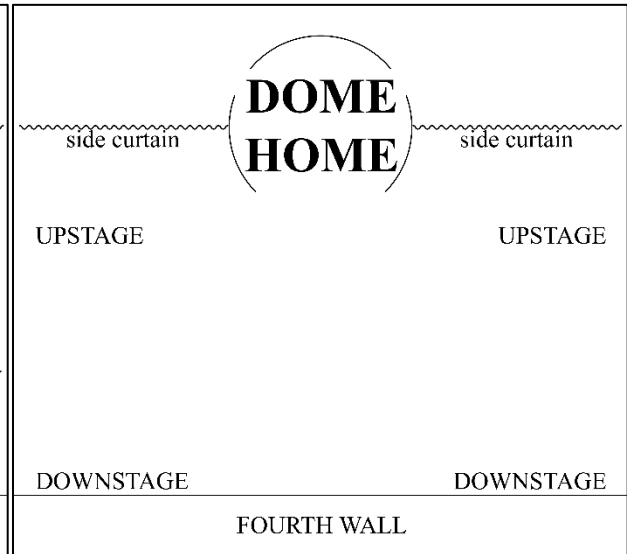 DOME
HOME
side curtain side curtain
UPSTAGE UPSTAGE
DOWNSTAGE DOWNSTAGE
FOURTH WALL